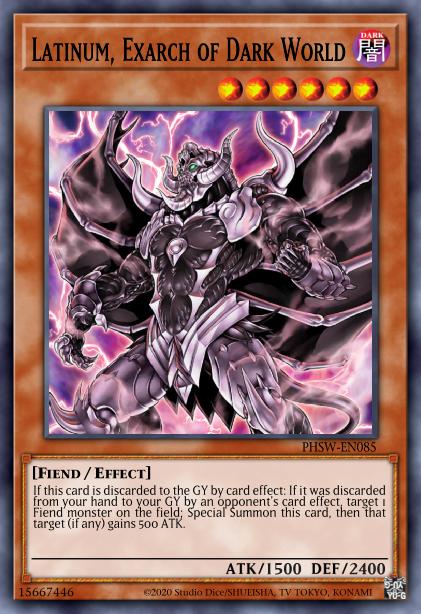 LATINUM, EXARCH OF DARK WORLD
DARK
闇
PHSW-EN085
[FIEND / EFFECT]
If this card is discarded to the GY by card effect: If it was discarded
from your hand to your GY by an opponent's card effect, target 1
Fiend monster on the field; Special Summon this card, then that
target (if any) gains 500 ATK.
ATK/1500 DEF/2400
15667446
©2020 Studio Dice/SHUEISHA, TV TOKYO, KONAMI